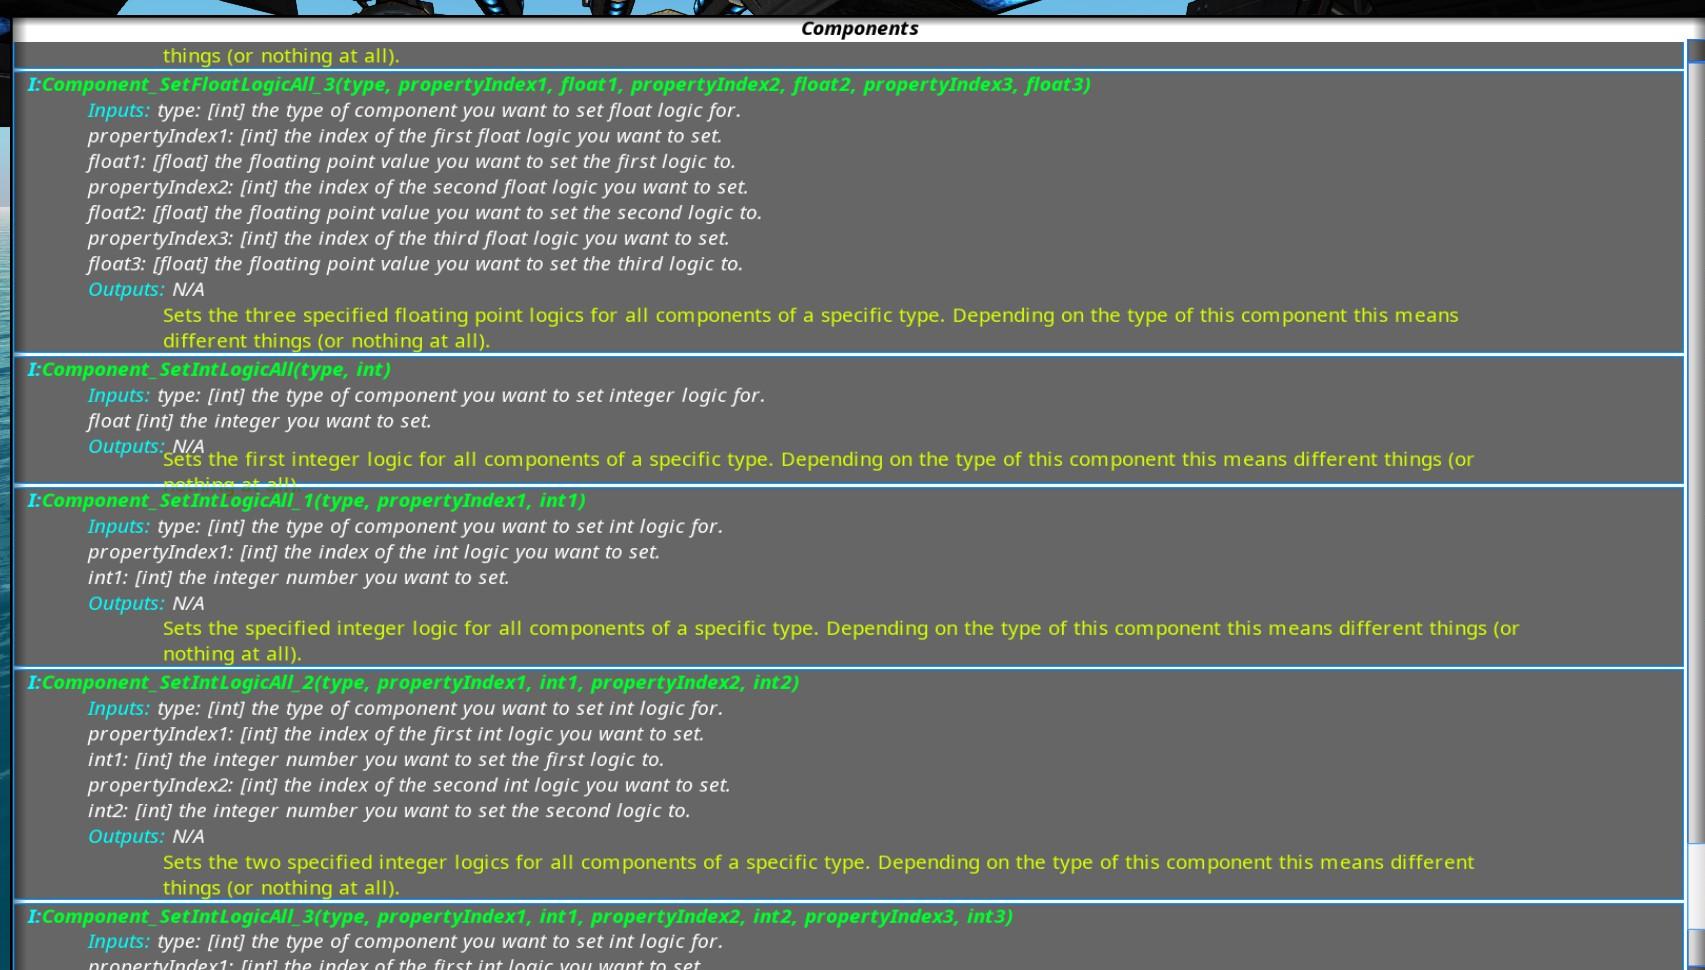 Components
things (or nothing at all).
I:Component_SetFloatLogicAll_3(type, propertyIndex1, float1, propertyIndex2, float2, propertyIndex3, float3)
Inputs: type: [int] the type of component you want to set float logic for.
propertyIndex1: [int] the index of the first float logic you want to set.
float1: [float] the floating point value you want to set the first logic to.
propertyIndex2: [int] the index of the second float logic you want to set.
float2: [float] the floating point value you want to set the second logic to.
propertyIndex3: [int] the index of the third float logic you want to set.
float3: [float] the floating point value you want to set the third logic to.
Outputs: N/A
Sets the three specified floating point logics for all components of a specific type. Depending on the type of this component this means
different things (or nothing at all).
I:Component_SetIntLogicAll(type, int)
Inputs: type: [int] the type of component you want to set integer logic for.
float [int] the integer you want to set.
Outputs: N/A
Sets the first integer logic for all components of a specific type. Depending on the type of this component this means different things (or
nothing at all).
I:Component_SetIntLogicAll_1(type, propertyIndex1, int1)
Inputs: type: [int] the type of component you want to set int logic for.
propertyIndex1: [int] the index of the int logic you want to set.
int1: [int] the integer number you want to set.
Outputs: N/A
Sets the specified integer logic for all components of a specific type. Depending on the type of this component this means different things (or
nothing at all).
I:Component_SetIntLogicAll_2(type, propertyIndex1, int1, propertyIndex2, int2)
Inputs: type: [int] the type of component you want to set int logic for.
propertyIndex1: [int] the index of the first int logic you want to set.
int1: [int] the integer number you want to set the first logic to.
propertyIndex2: [int] the index of the second int logic you want to set.
int2: [int] the integer number you want to set the second logic to.
Outputs: N/A
Sets the two specified integer logics for all components of a specific type. Depending on the type of this component this means different
things (or nothing at all).
I:Component_SetIntLogicAll_3(type, propertyIndex1, int1, propertyIndex2, int2, propertyIndex3, int3)
Inputs: type: [int] the type of component you want to set int logic for.
propertyIndex1: [int] the index of the first int logic you want to set.